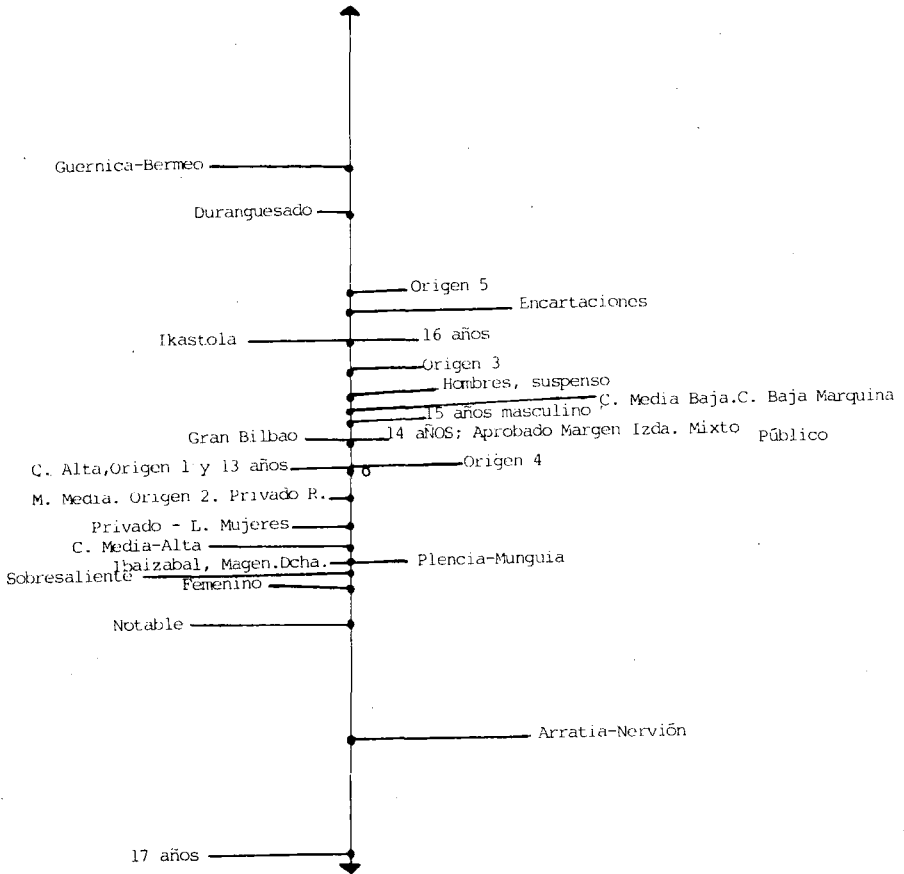 Guernica-Bermeo
Duranguesado
Origen 5
Encartaciones
Ikastola
16 años
Origen 3
Hombres, suspenso
C. Media Baja.C. Baja Marquina
15 años masculino
Gran Bilbao
14 aÑOS; Aprobado Margen Izda. Mixto Público
C. Alta,Origen 1 y 13 años
0
Origen 4
M. Media. Origen 2. Privado R.
Privado - L. Mujeres
C. Media-Alta
Ibaizabal, Magen.Dcha.
Plencia-Munguia
Sobresaliente
Femenino
Notable
Arratia-Nervión
17 años